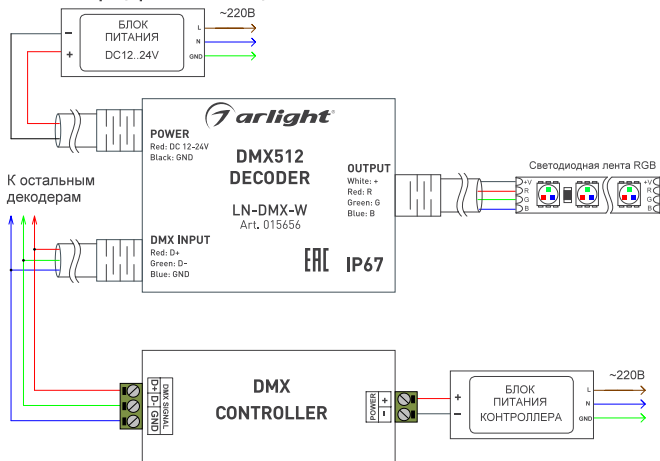 ~220В
БЛОК
ПИТАНИЯ
DC12..24V
−
+
L
N
GND
arlight®
POWER
Red: DC 12-24V
Black: GND
DMX512
DECODER
LN-DMX-W
Art. 015656
OUTPUT
White: +
Red: R
Green: G
Blue: B
DMX INPUT
Red: D+
Green: D-
Blue: GND
EAC
IP67
Светодиодная лента RGB
+V
R
G
B
+V
R
G
B
К остальным
декодерам
DMX SIGNAL
D+
D-
GND
DMX
CONTROLLER
POWER
+
−
~220В
+
−
БЛОК
ПИТАНИЯ
КОНТРОЛЛЕРА
L
N
GND